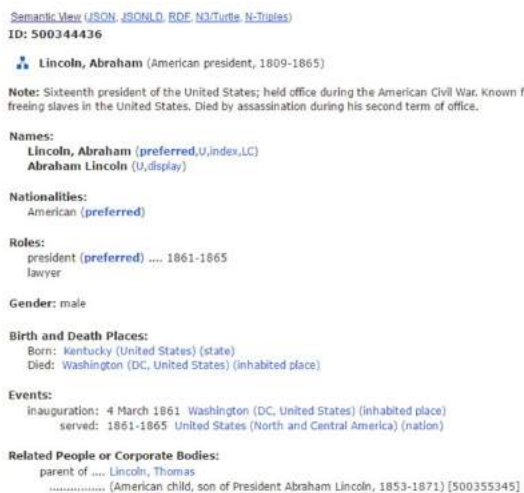 Semantic View (JSON, JSONLD, RDF, N3/Turtle, N-Triples)
ID: 500344436
Lincoln, Abraham (American president, 1809-1865)
Note: Sixteenth president of the United States; held office during the American Civil War. Known f
freeing slaves in the United States. Died by assassination during his second term of office.
Names:
Lincoln, Abraham (preferred,U,index,LC)
Abraham Lincoln (U,display)
Nationalities:
American (preferred)
Roles:
president (preferred) .... 1861-1865
lawyer
Gender: male
Birth and Death Places:
Born: Kentucky (United States) (state)
Died: Washington (DC, United States) (inhabited place)
Events:
inauguration: 4 March 1861 Washington (DC, United States) (inhabited place)
served: 1861-1865 United States (North and Central America) (nation)
Related People or Corporate Bodies:
parent of .... Lincoln, Thomas
................ (American child, son of President Abraham Lincoln, 1853-1871) [500355345]